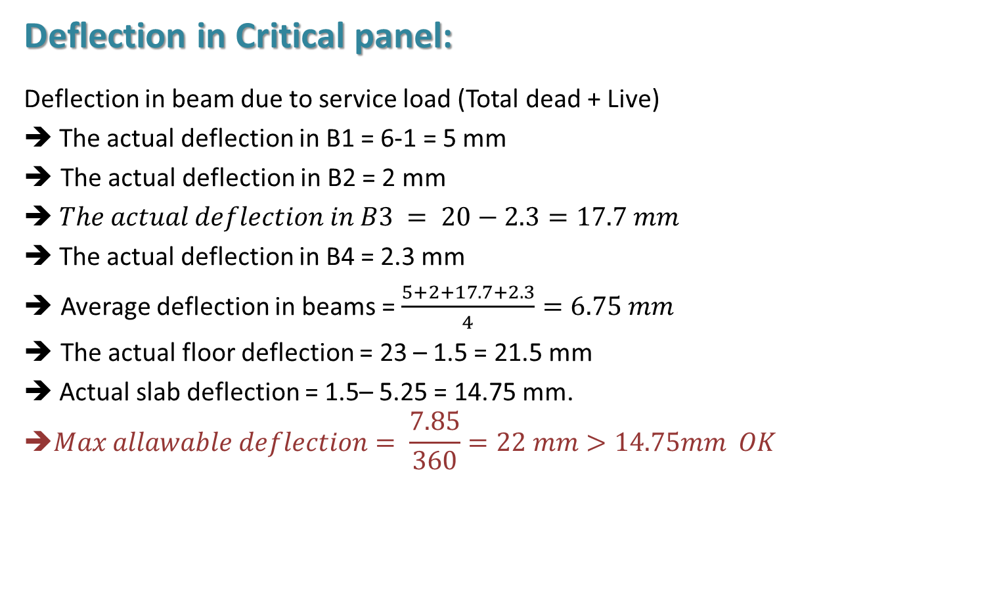 Deflection in Critical panel:
Deflection in beam due to service load (Total dead + Live)
➔ The actual deflection in B1 = 6-1 = 5 mm
➔ The actual deflection in B2 = 2 mm
➔ The actual deflection in B3 = 20 − 2.3 = 17.7 mm
➔ The actual deflection in B4 = 2.3 mm
➔ Average deflection in beams = (5+2+17.7+2.3)/4 = 6.75 mm
➔ The actual floor deflection = 23 – 1.5 = 21.5 mm
➔ Actual slab deflection = 1.5– 5.25 = 14.75 mm.
➔ Max allawable deflection = 7.85/360 = 22 mm > 14.75mm OK